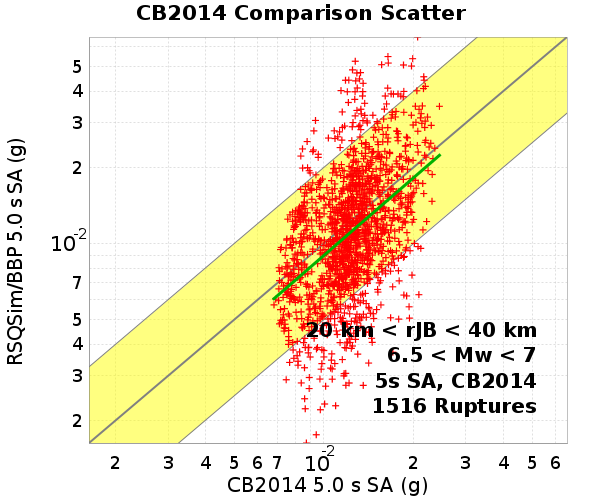 CB2014 Comparison Scatter
RSQSim/BBP 5.0 s SA (g)
5
4
3
2
10-2
7
5
4
3
2
20 km < rJB < 40 km
6.5 < Mw < 7
5s SA, CB2014
1516 Ruptures
2 3 4 5 6 7 10-2 2 3 4 5 6
CB2014 5.0 s SA (g)